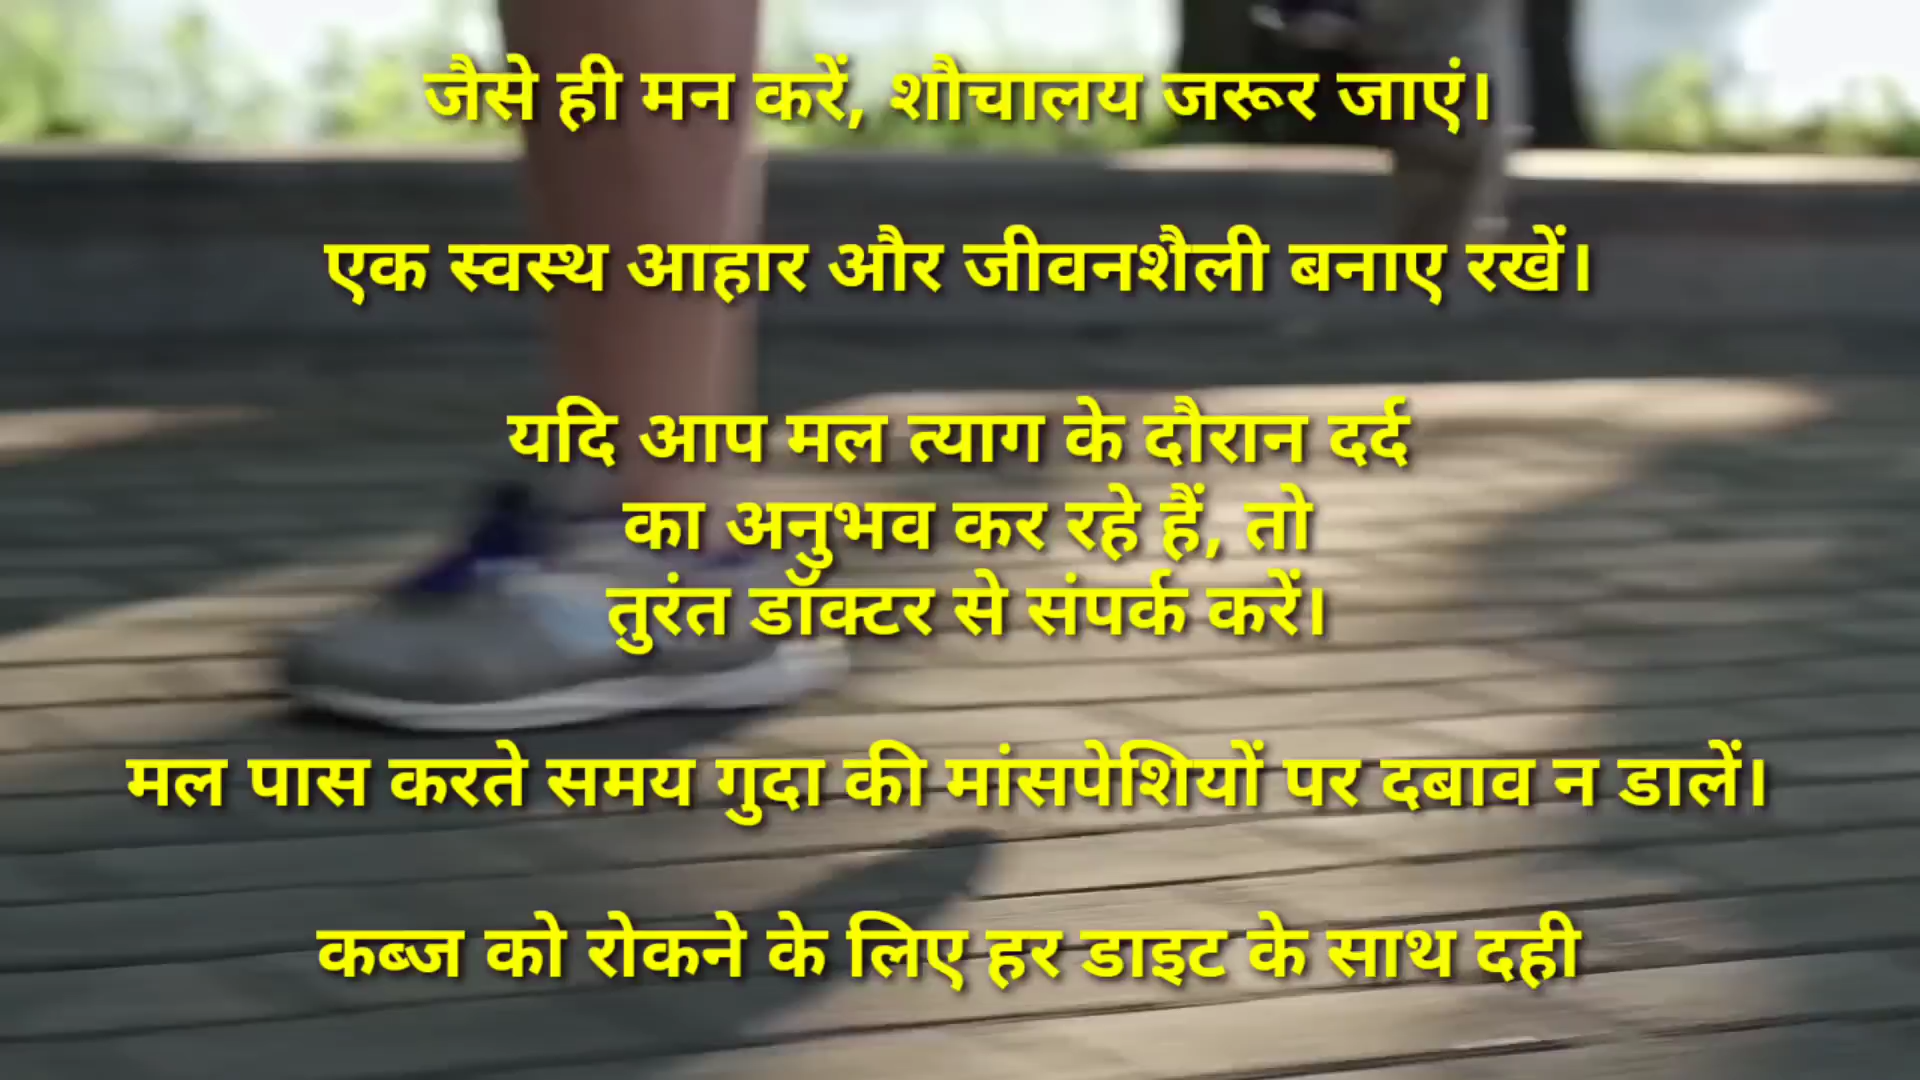 जैसे ही मन करें, शौचालय जरूर जाएं।
एक स्वस्थ आहार और जीवनशैली बनाए रखें।
यदि आप मल त्याग के दौरान दर्द
का अनुभव कर रहे हैं, तो
तुरंत डॉक्टर से संपर्क करें।
मल पास करते समय गुदा की मांसपेशियों पर दबाव न डालें।
कब्ज को रोकने के लिए हर डाइट के साथ दही